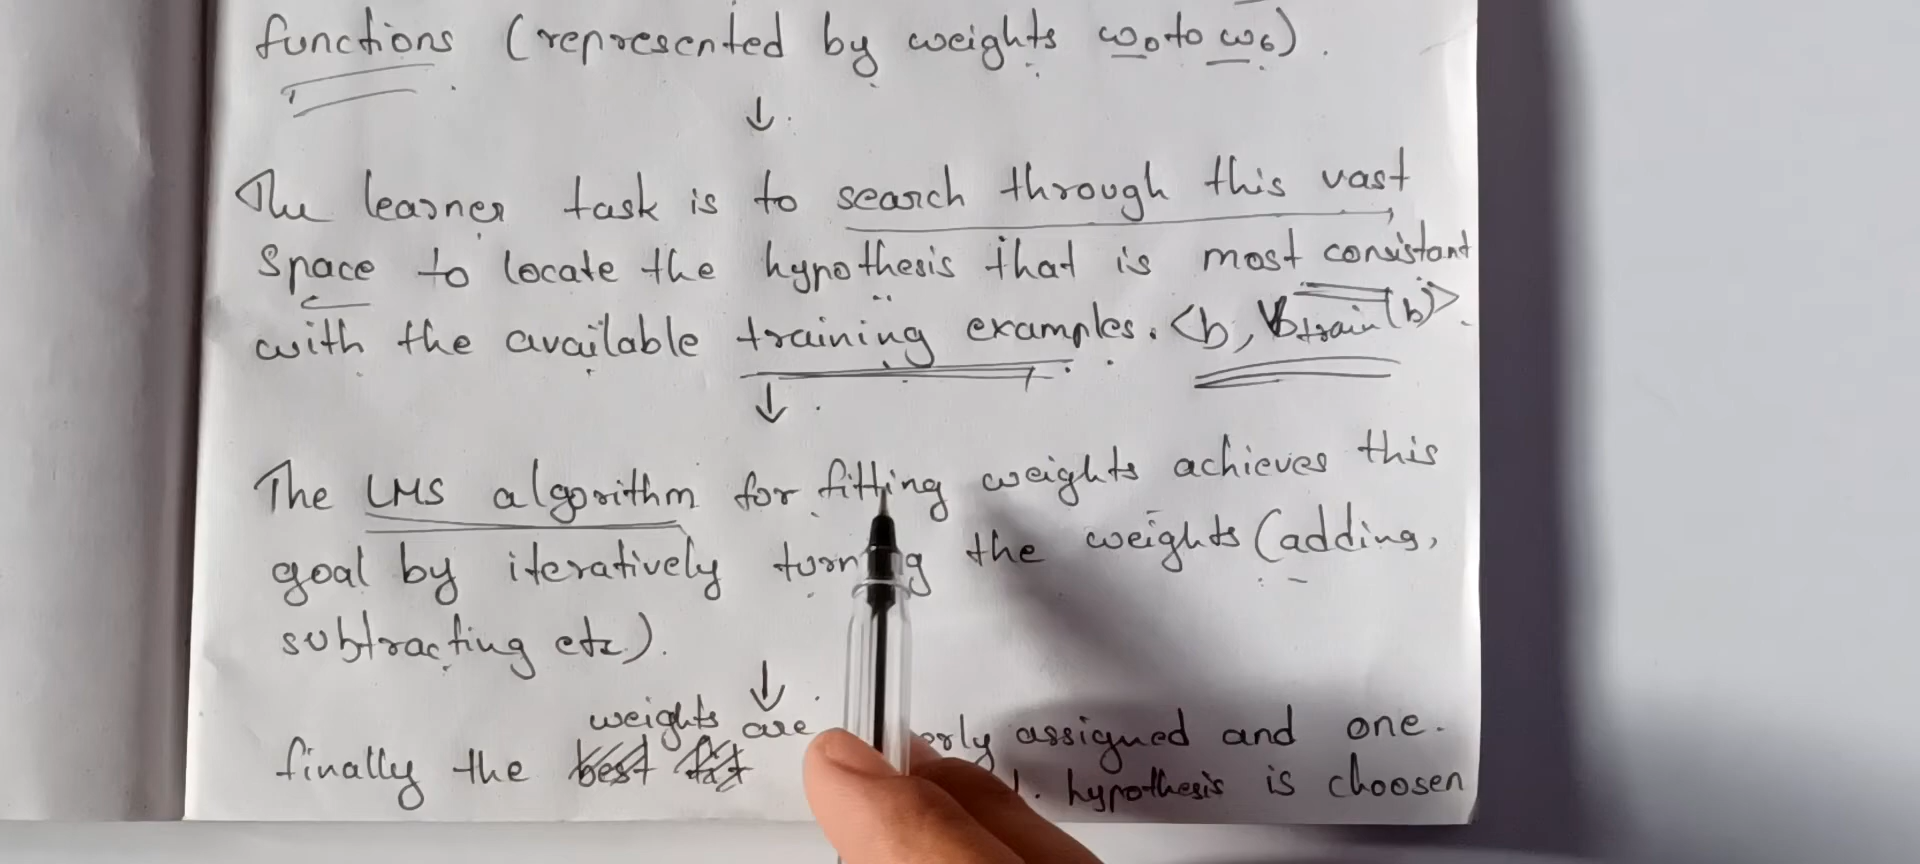 functions (represented by weights w0 to w6).
↓
The learner task is to search through this vast
space to locate the hypothesis that is most consistant
with the available training examples. <b, Vtrain(b)>.
↓
The LMS algorithm for fitting weights achieves this
goal by iteratively the weights (adding,
subtracting etc).
↓
weights are assigned and one.
finally the best fit hypothesis is choosen